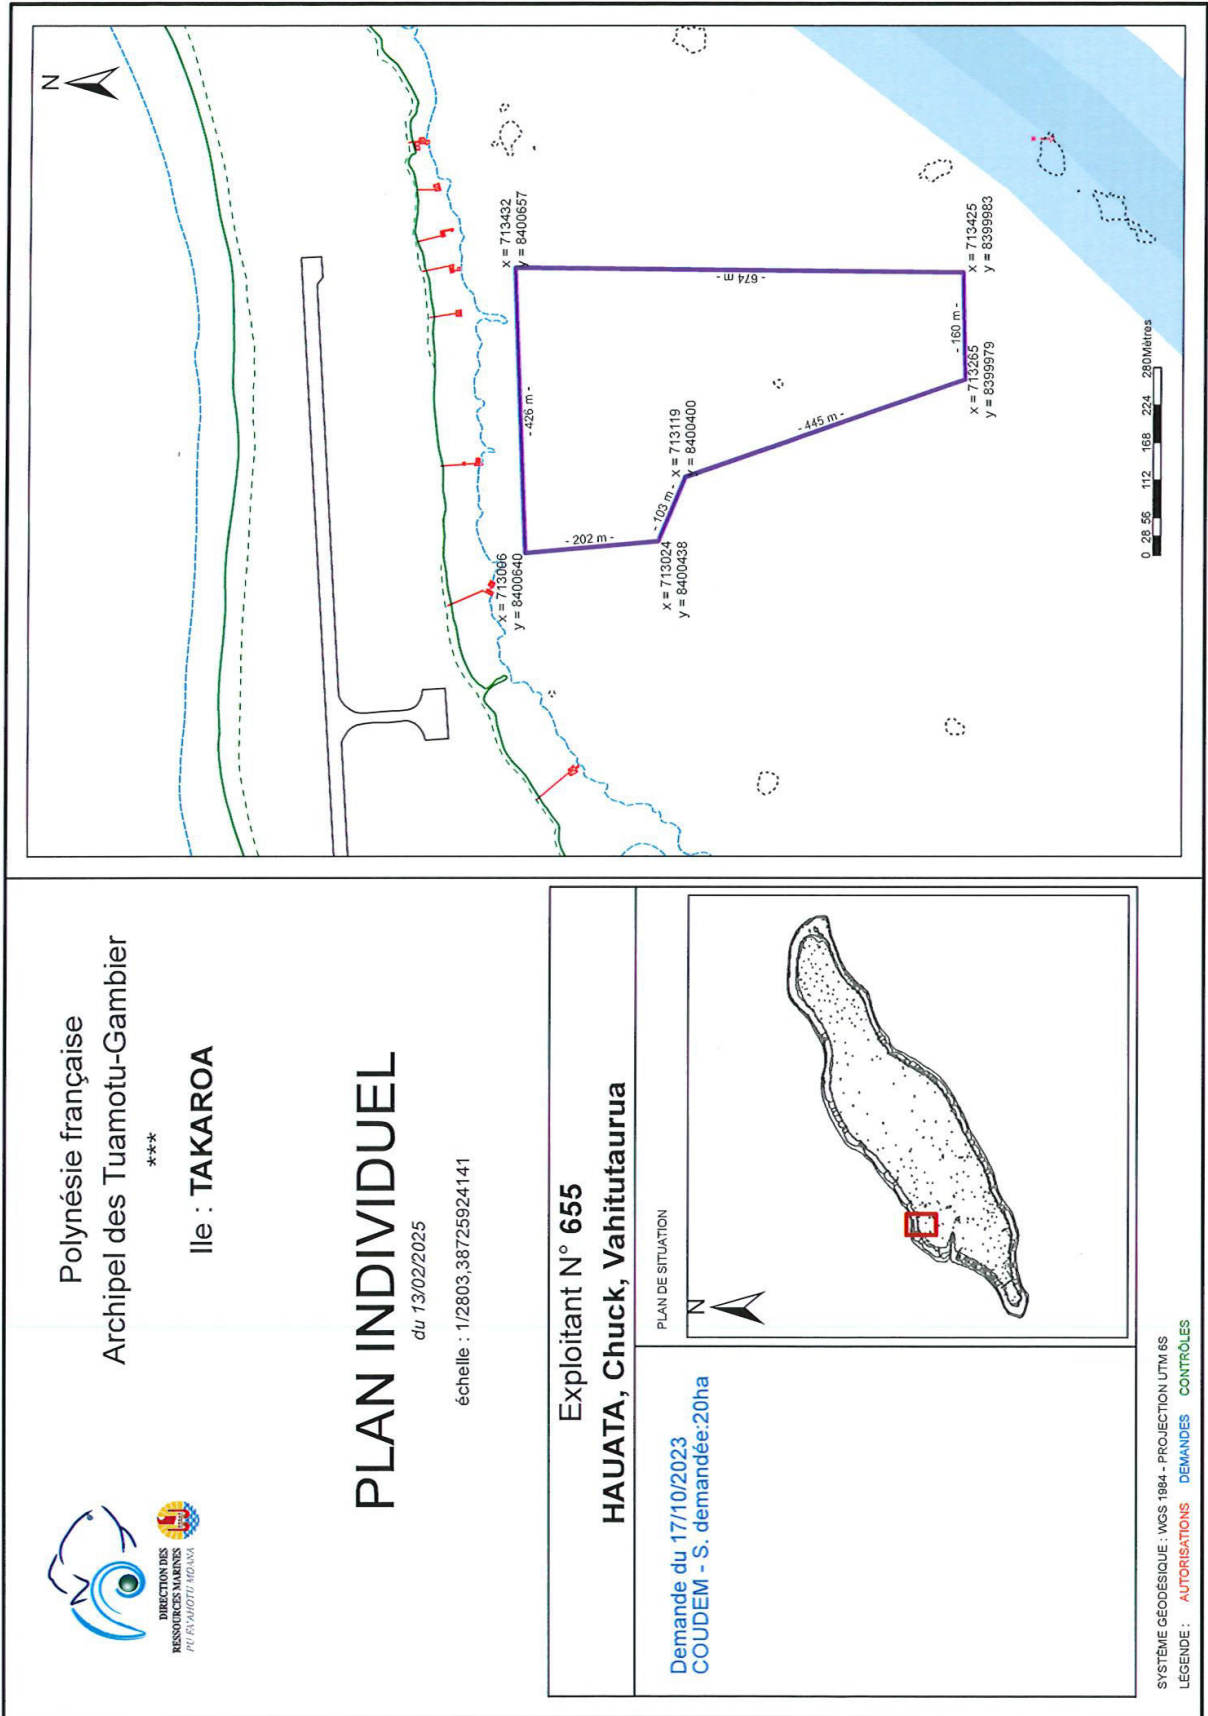 Polynésie française
Archipel des Tuamotu-Gambier
***
Ile : TAKAROA
DIRECTION DES
RESSOURCES MARINES
PU FA'AHOTU MOANA
PLAN INDIVIDUEL
du 13/02/2025
échelle : 1/2803,38725924141
Exploitant N° 655
HAUATA, Chuck, Vahitutaurua
Demande du 17/10/2023
COUDEM - S. demandée:20ha
PLAN DE SITUATION
N
SYSTÈME GÉODÉSIQUE : WGS 1984 - PROJECTION UTM 6S
LÉGENDE : AUTORISATIONS DEMANDES CONTRÔLES
N
x = 713006
y = 8400640
- 426 m -
x = 713432
y = 8400657
- 202 m -
- 674 m -
x = 713024
y = 8400438
- 103 m -
x = 713119
y = 8400400
- 445 m -
x = 713265
y = 8399979
- 160 m -
x = 713425
y = 8399983
0 28 56 112 168 224 280 Mètres